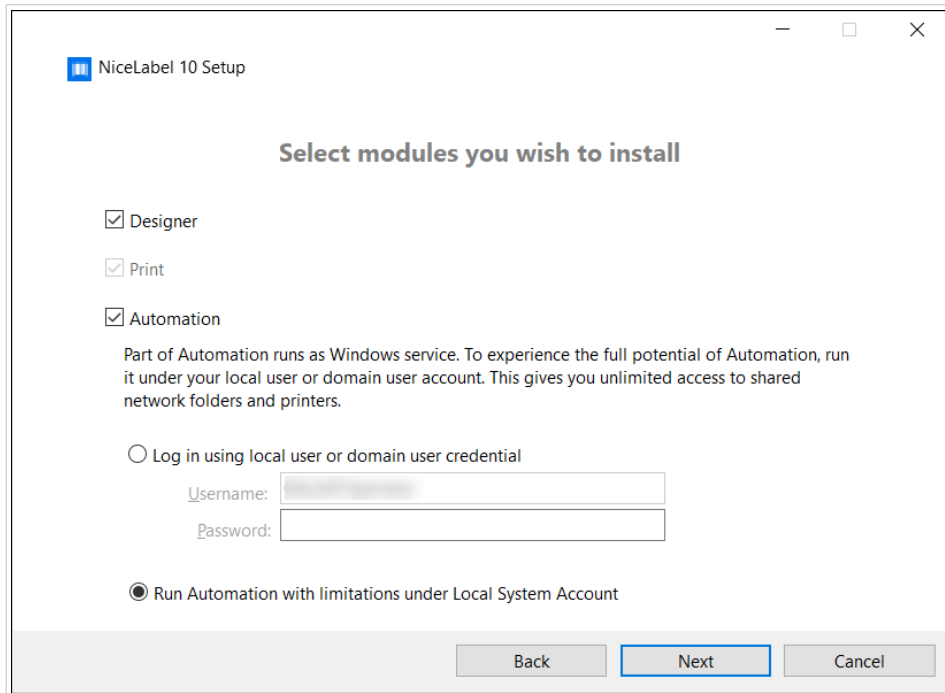 NiceLabel 10 Setup
Select modules you wish to install
Designer
Print
Automation
Part of Automation runs as Windows service. To experience the full potential of Automation, run
it under your local user or domain user account. This gives you unlimited access to shared
network folders and printers.
Log in using local user or domain user credential
Username:
Password:
Run Automation with limitations under Local System Account
Back Next Cancel